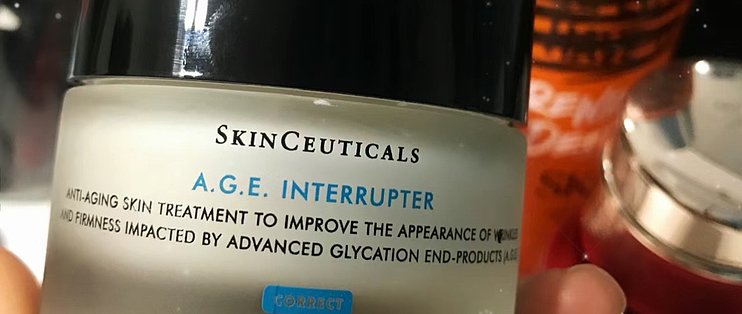 SKINCEUTICALS
A.G.E. INTERRUPTER
ANTI-AGING SKIN TREATMENT TO IMPROVE THE APPEARANCE OF WRINKLES
AND FIRMNESS IMPACTED BY ADVANCED GLYCATION END-PRODUCTS (A.G.E
CORRECT